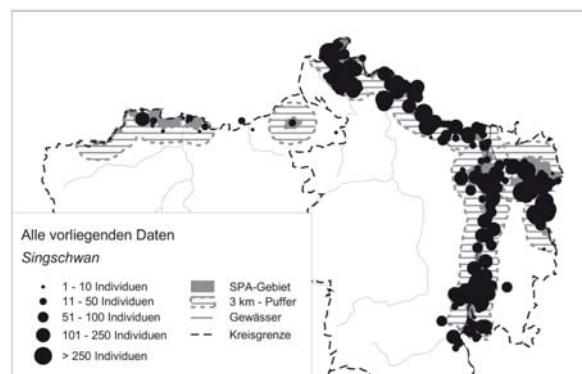 Alle vorliegenden Daten
Singschwan
1 - 10 Individuen
11 - 50 Individuen
51 - 100 Individuen
101 - 250 Individuen
> 250 Individuen
SPA-Gebiet
3 km - Puffer
Gewässer
Kreisgrenze